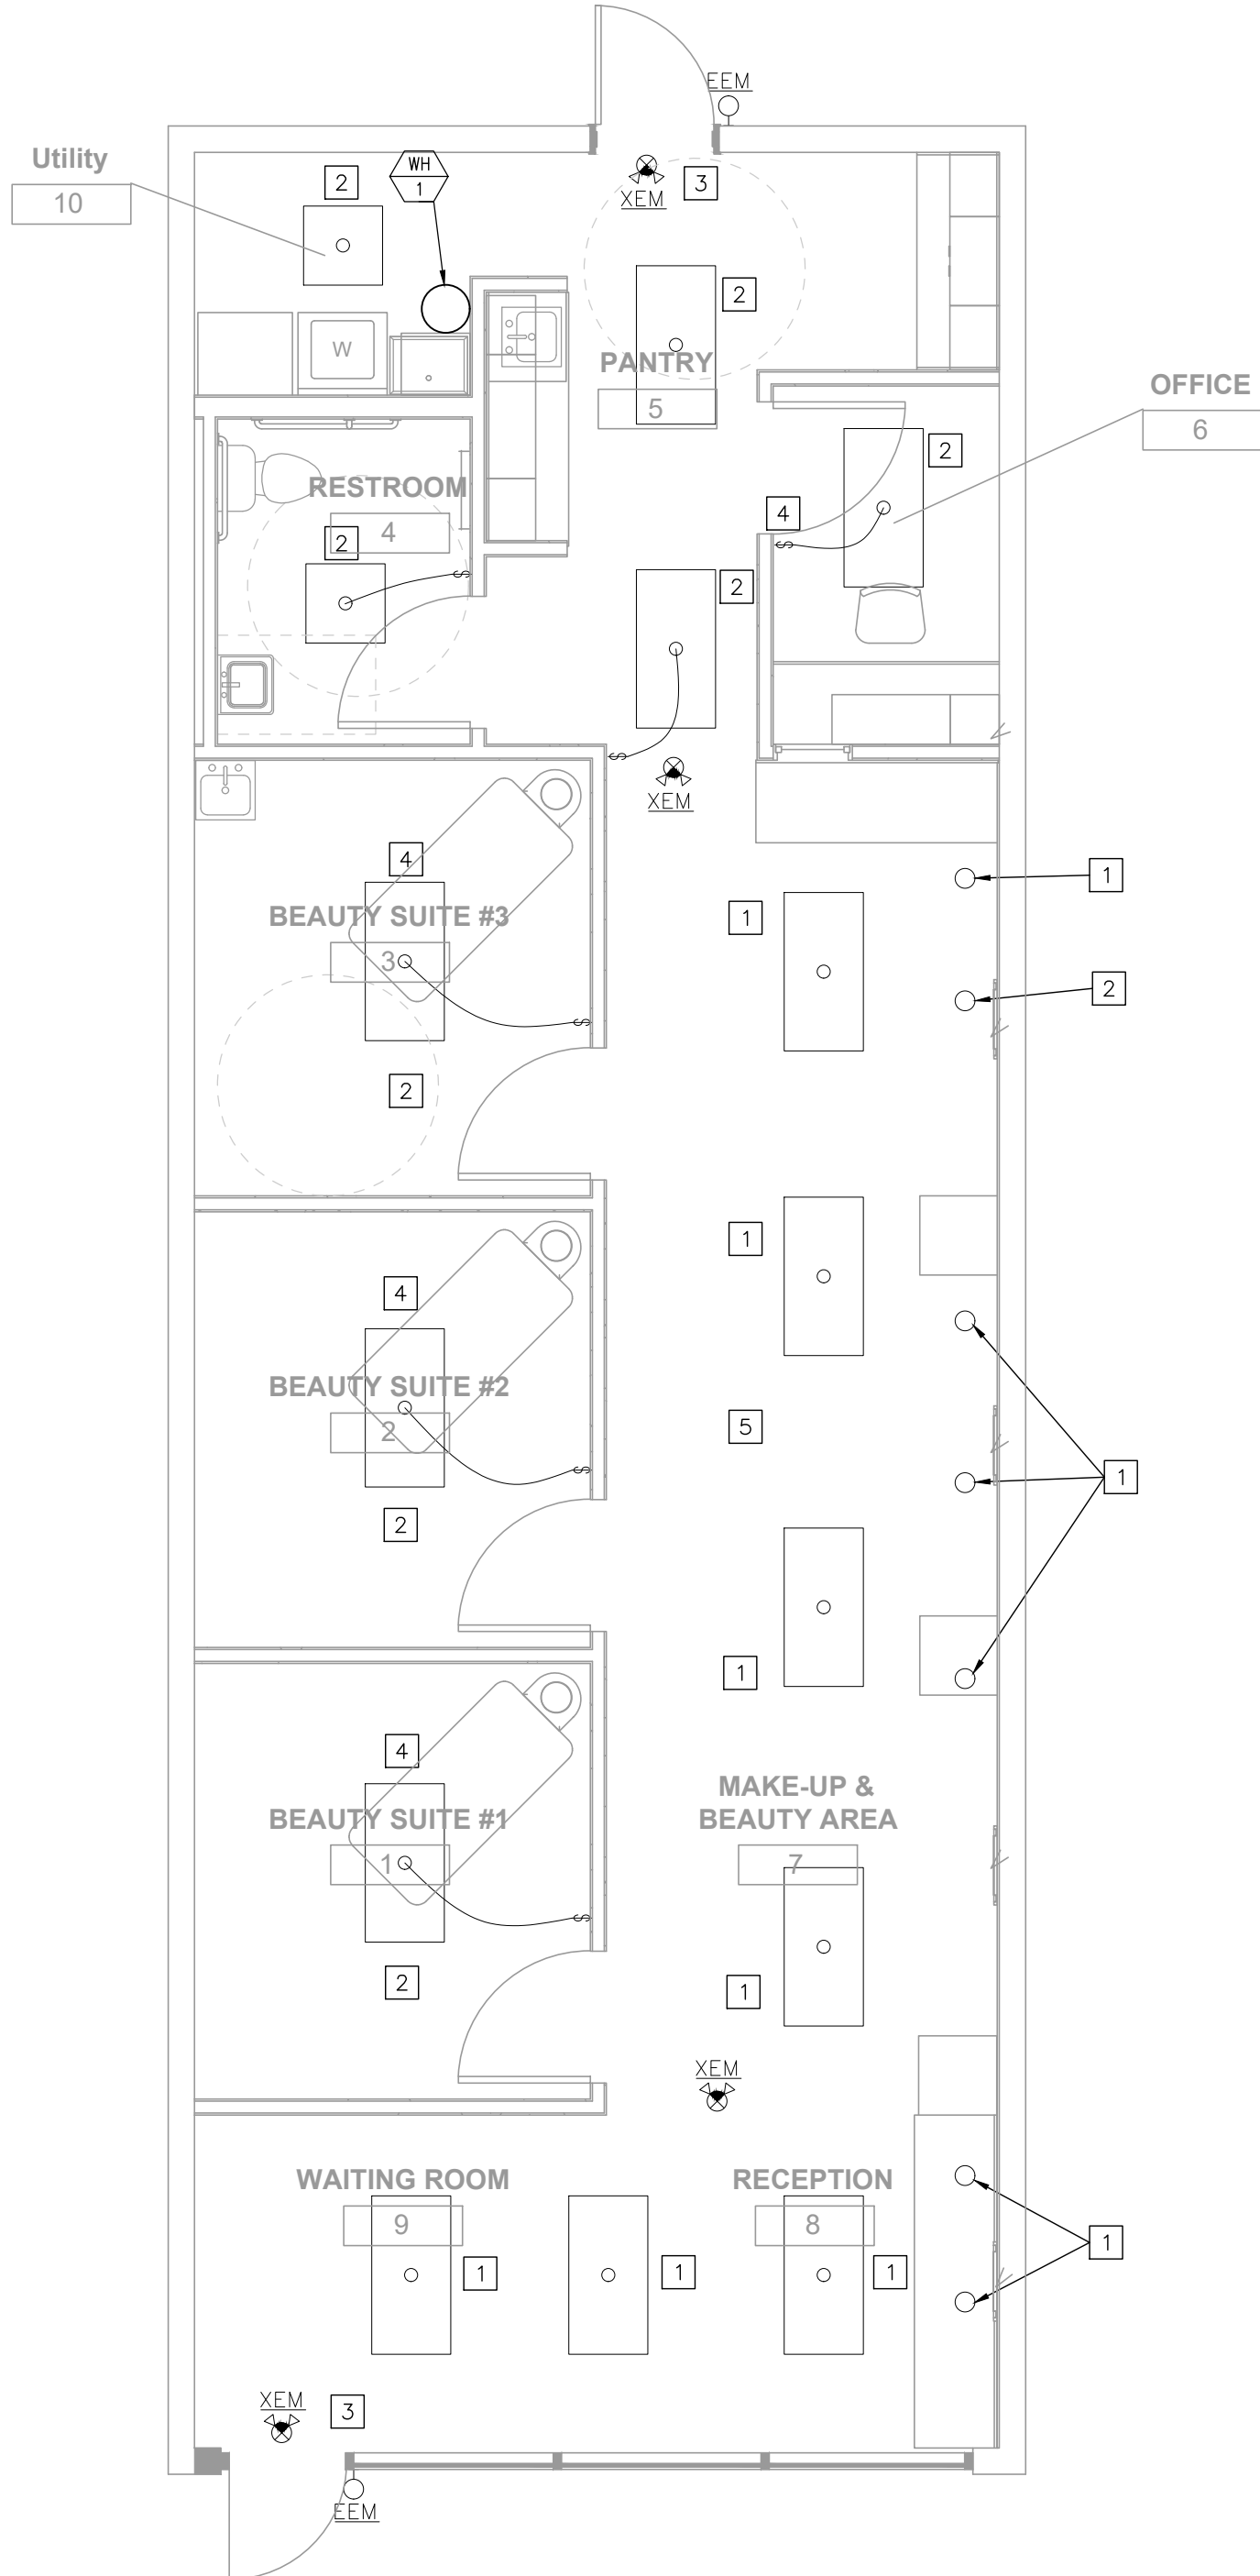 EEM
Utility
10
2
WH
1
XEM
3
2
W
PANTRY
5
OFFICE
6
2
RESTROOM
4
2
4
S
S
2
S
XEM
4
1
1
BEAUTY SUITE #3
3
S
2
2
1
4
BEAUTY SUITE #2
2
S
5
1
2
1
4
BEAUTY SUITE #1
1
S
MAKE-UP &
BEAUTY AREA
7
2
1
XEM
WAITING ROOM
9
RECEPTION
8
1
1
1
1
XEM
3
EEM